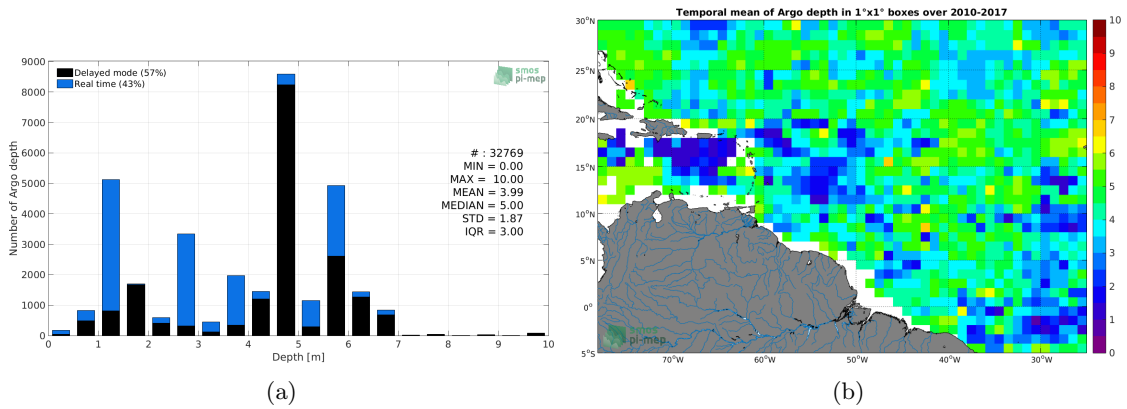 Temporal mean of Argo depth in 1°x1° boxes over 2010-2017
Delayed mode (57%)
Real time (43%)
smos
pi-mep
# : 32769
MIN = 0.00
MAX = 10.00
MEAN = 3.99
MEDIAN = 5.00
STD = 1.87
IQR = 3.00
Number of Argo depth
9000
8000
7000
6000
5000
4000
3000
2000
1000
0
0 1 2 3 4 5 6 7 8 9 10
Depth [m]
(a)
30°N
25°N
20°N
15°N
10°N
5°N
0°
5°S
70°W 60°W 50°W 40°W 30°W
smos
pi-mep
10
9
8
7
6
5
4
3
2
1
0
(b)